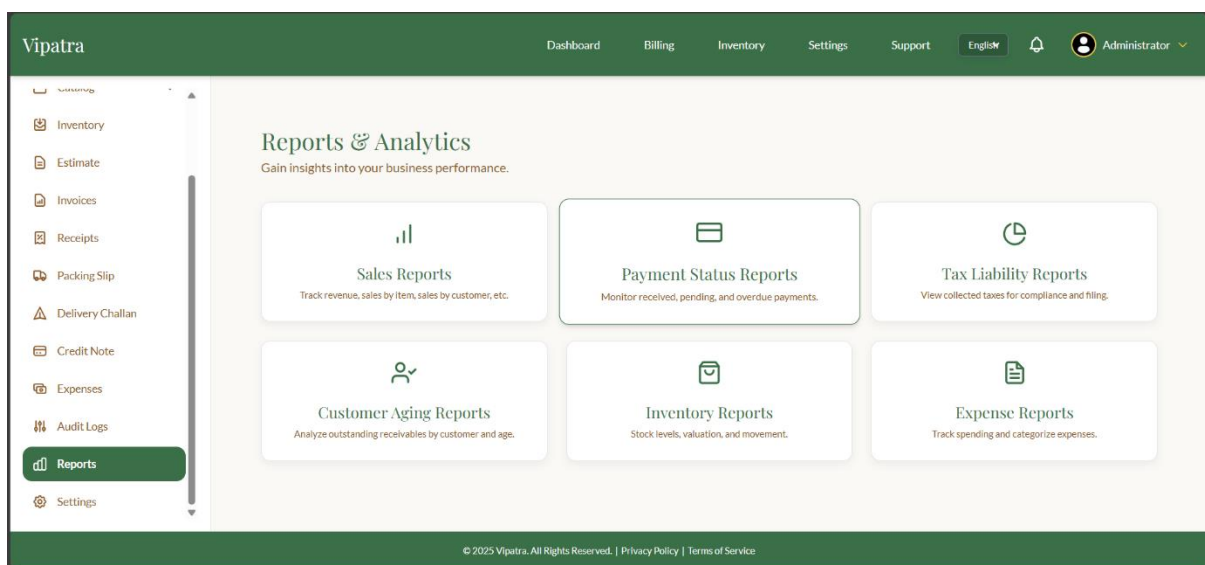 Vipatra
Dashboard Billing Inventory Settings Support English Administrator
Catalog
Inventory
Estimate
Invoices
Receipts
Packing Slip
Delivery Challan
Credit Note
Expenses
Audit Logs
Reports
Settings
Reports & Analytics
Gain insights into your business performance.
Sales Reports
Track revenue, sales by item, sales by customer, etc.
Payment Status Reports
Monitor received, pending, and overdue payments.
Tax Liability Reports
View collected taxes for compliance and filing.
Customer Aging Reports
Analyze outstanding receivables by customer and age.
Inventory Reports
Stock levels, valuation, and movement.
Expense Reports
Track spending and categorize expenses.
© 2025 Vipatra. All Rights Reserved. | Privacy Policy | Terms of Service